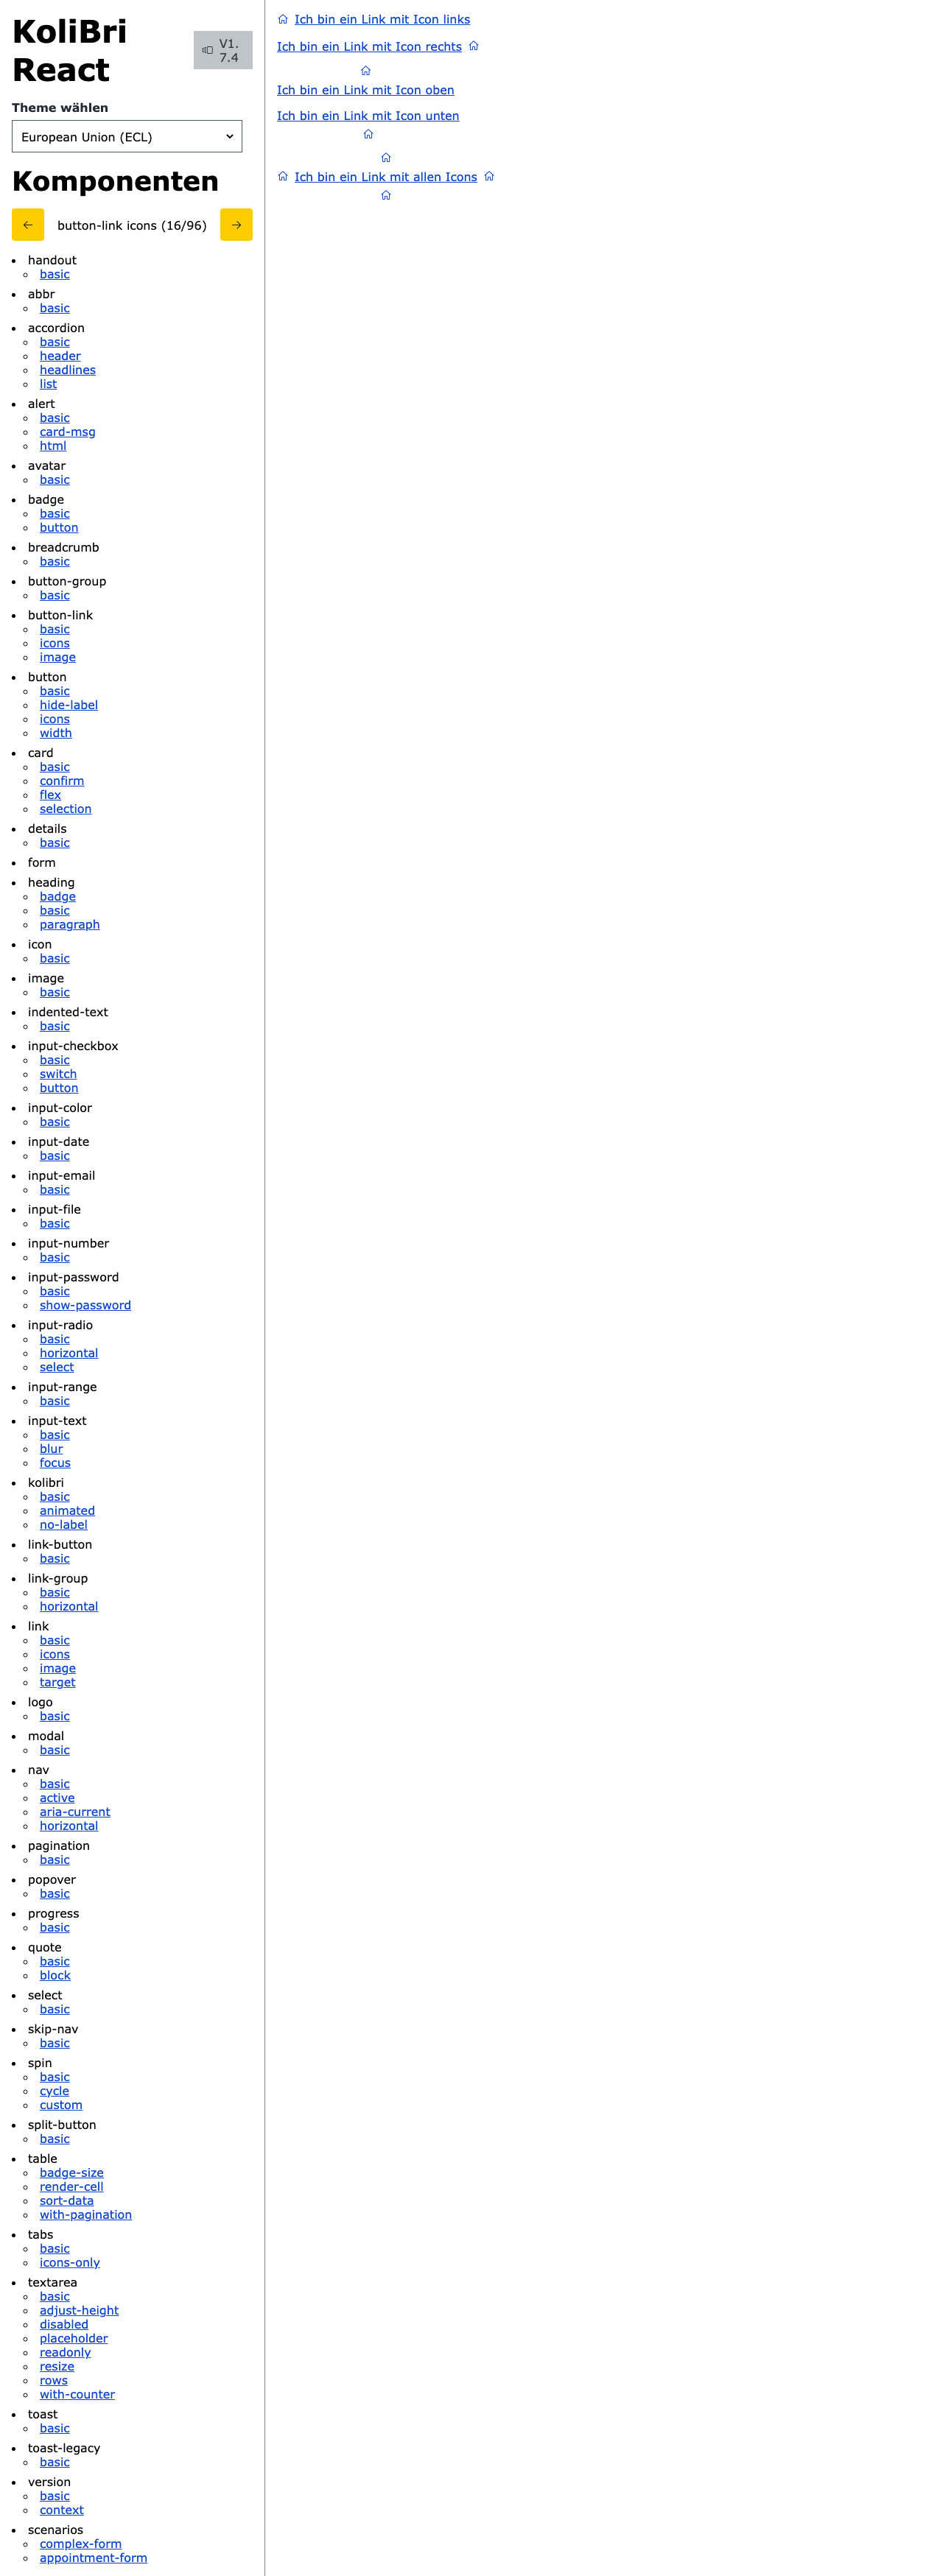 KoliBri
React
V1.
7.4
Theme wählen
European Union (ECL)
Komponenten
button-link icons (16/96)
handout
basic
abbr
basic
accordion
basic
header
headlines
list
alert
basic
card-msg
html
avatar
basic
badge
basic
button
breadcrumb
basic
button-group
basic
button-link
basic
icons
image
button
basic
hide-label
icons
width
card
basic
confirm
flex
selection
details
basic
form
heading
badge
basic
paragraph
icon
basic
image
basic
indented-text
basic
input-checkbox
basic
switch
button
input-color
basic
input-date
basic
input-email
basic
input-file
basic
input-number
basic
input-password
basic
show-password
input-radio
basic
horizontal
select
input-range
basic
input-text
basic
blur
focus
kolibri
basic
animated
no-label
link-button
basic
link-group
basic
horizontal
link
basic
icons
image
target
logo
basic
modal
basic
nav
basic
active
aria-current
horizontal
pagination
basic
popover
basic
progress
basic
quote
basic
block
select
basic
skip-nav
basic
spin
basic
cycle
custom
split-button
basic
table
badge-size
render-cell
sort-data
with-pagination
tabs
basic
icons-only
textarea
basic
adjust-height
disabled
placeholder
readonly
resize
rows
with-counter
toast
basic
toast-legacy
basic
version
basic
context
scenarios
complex-form
appointment-form
Ich bin ein Link mit Icon links
Ich bin ein Link mit Icon rechts
Ich bin ein Link mit Icon oben
Ich bin ein Link mit Icon unten
Ich bin ein Link mit allen Icons